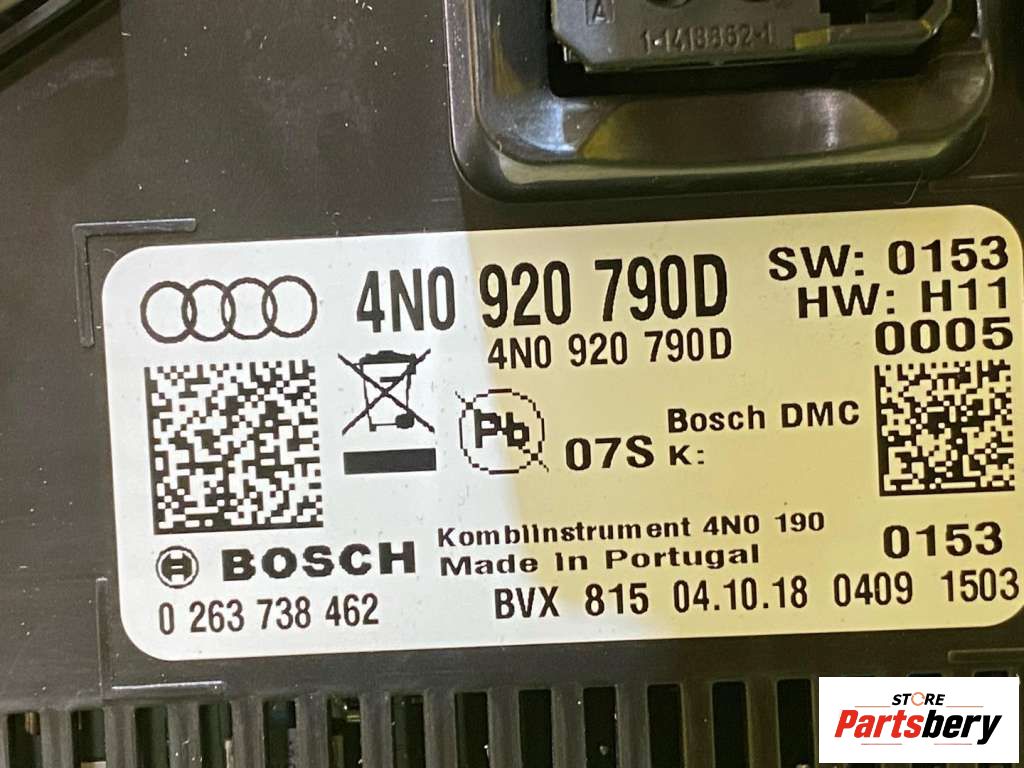 A
1-1418862-1
4N0 920 790D
4N0 920 790D
SW: 0153
HW: H11
0005
Pb
07S
Bosch DMC
K:
H BOSCH
0 263 738 462
KombiInstrument 4N0 190
Made in Portugal
0153
BVX 815 04.10.18 0409 1503
STORE
Partsbery